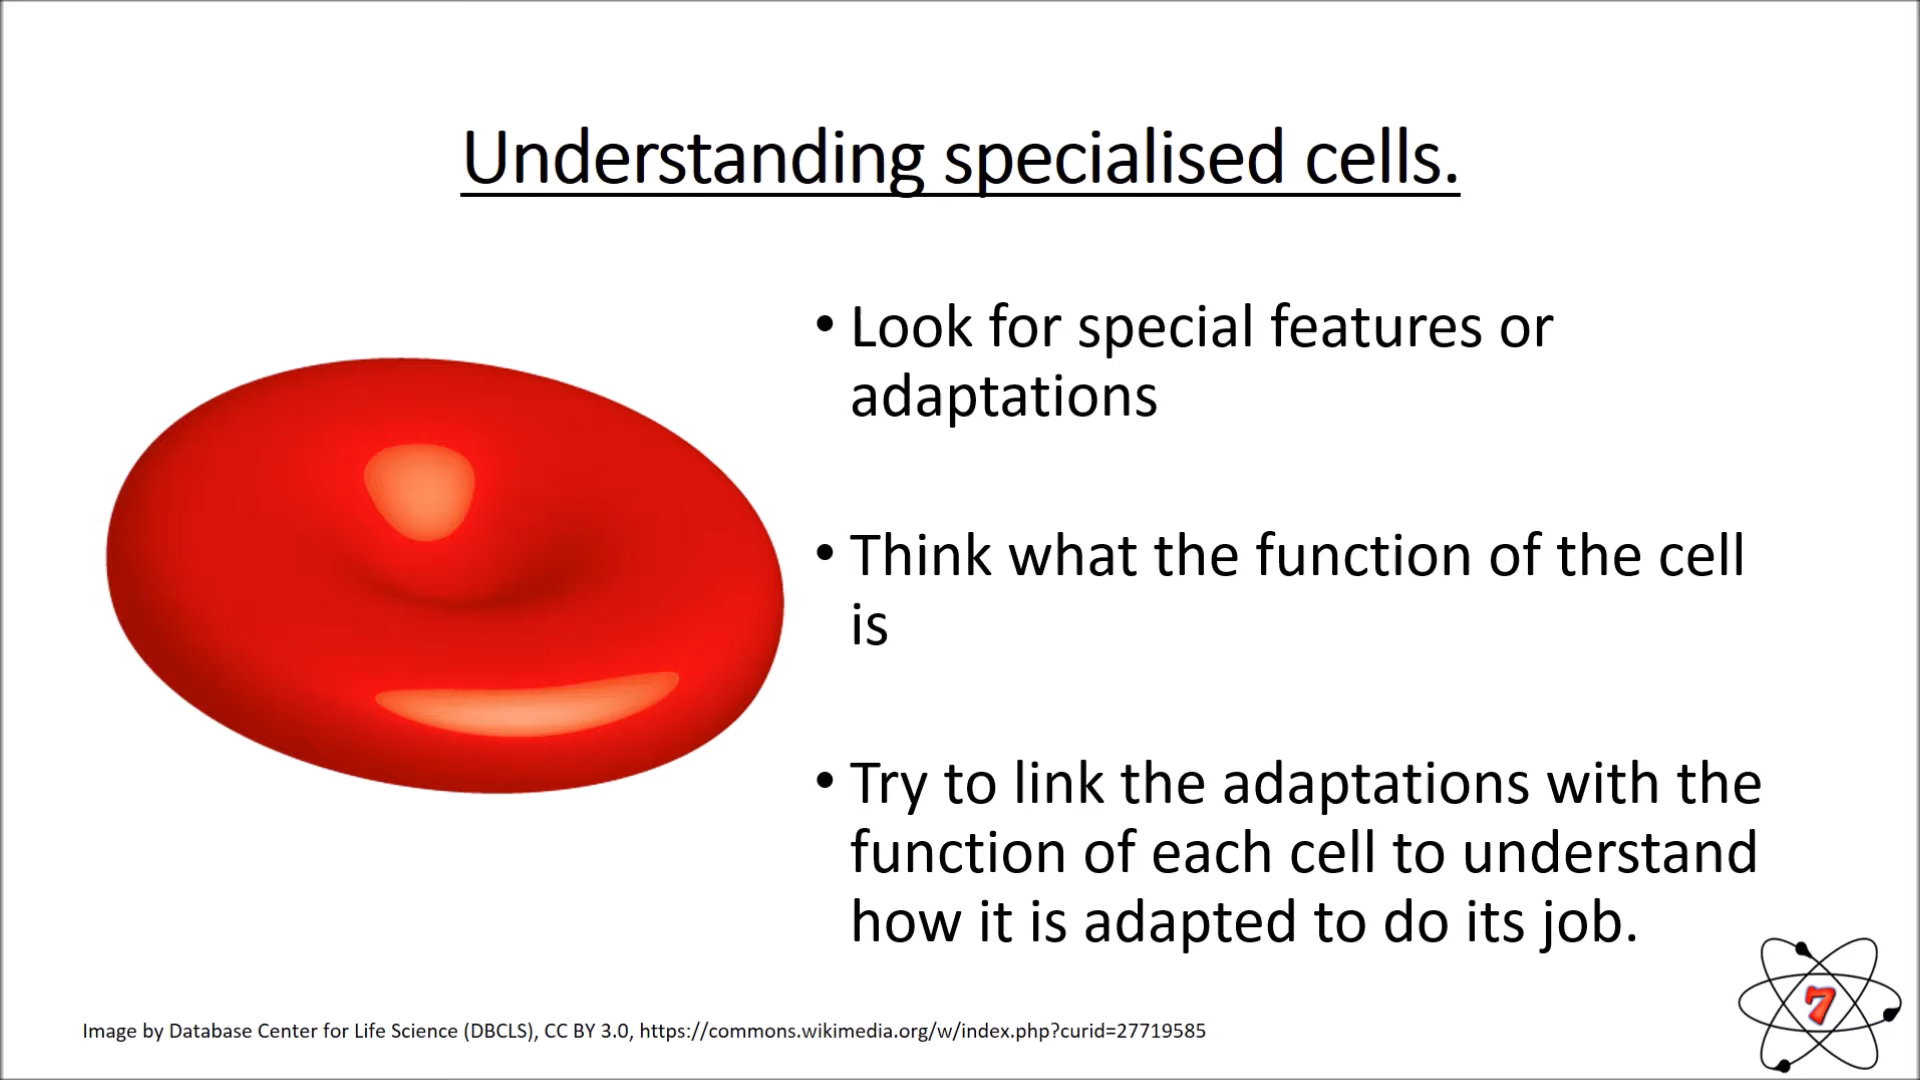 Understanding specialised cells.
• Look for special features or
adaptations
• Think what the function of the cell
is
• Try to link the adaptations with the
function of each cell to understand
how it is adapted to do its job.
7
Image by Database Center for Life Science (DBCLS), CC BY 3.0, https://commons.wikimedia.org/w/index.php?curid=27719585